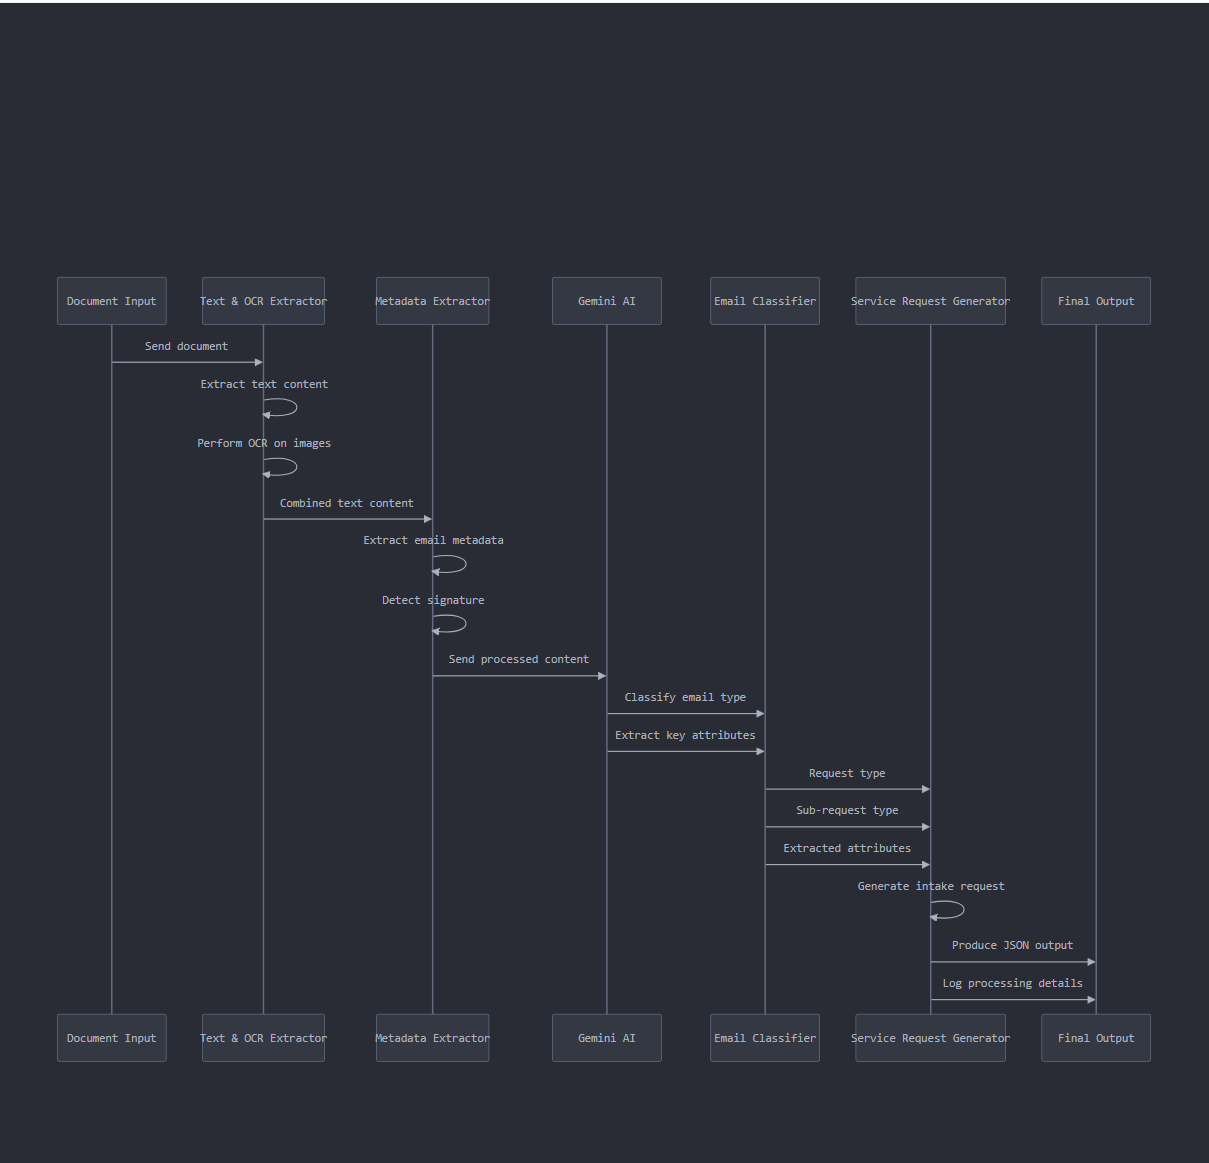 Document Input
Text & OCR Extractor
Metadata Extractor
Gemini AI
Email Classifier
Service Request Generator
Final Output
Send document
Extract text content
Perform OCR on images
Combined text content
Extract email metadata
Detect signature
Send processed content
Classify email type
Extract key attributes
Request type
Sub-request type
Extracted attributes
Generate intake request
Produce JSON output
Log processing details
Document Input
Text & OCR Extractor
Metadata Extractor
Gemini AI
Email Classifier
Service Request Generator
Final Output